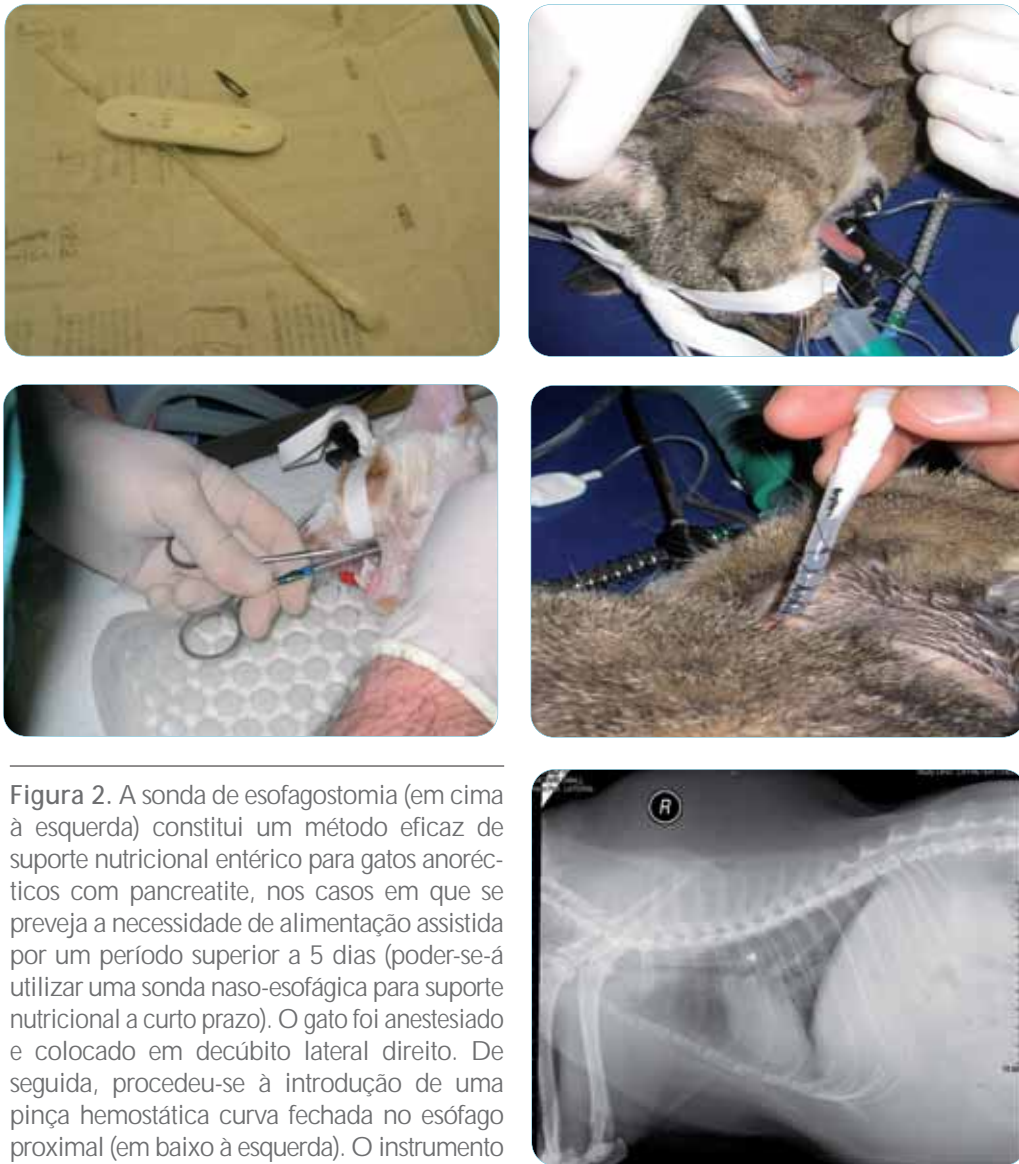 R
Figura 2. A sonda de esofagostomia (em cima
à esquerda) constitui um método eficaz de
suporte nutricional entérico para gatos anoréc-
ticos com pancreatite, nos casos em que se
preveja a necessidade de alimentação assistida
por um período superior a 5 dias (poder-se-á
utilizar uma sonda naso-esofágica para suporte
nutricional a curto prazo). O gato foi anestesiado
e colocado em decúbito lateral direito. De
seguida, procedeu-se à introdução de uma
pinça hemostática curva fechada no esófago
proximal (em baixo à esquerda). O instrumento